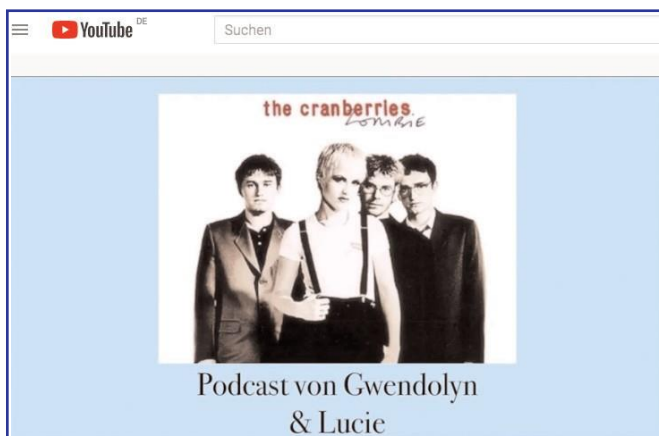 YouTube DE
Suchen
the cranberries.
ZOMBIE
Podcast von Gwendolyn
& Lucie